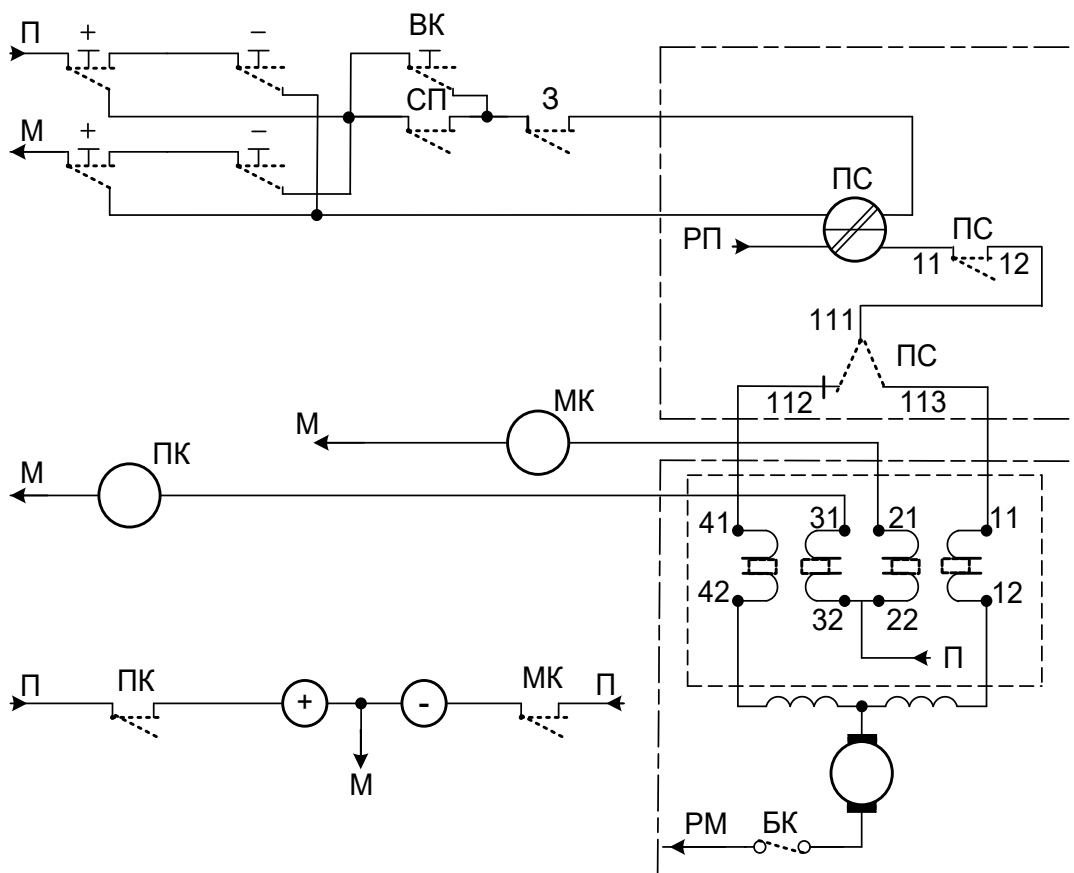 П + − ВК
СП З
М + −
ПС
РП ПС
11 12
111
ПС
112 113
МК
М
ПК
М
41 31 21 11
42 32 22 12
П
П ПК + - МК П
М
РМ БК